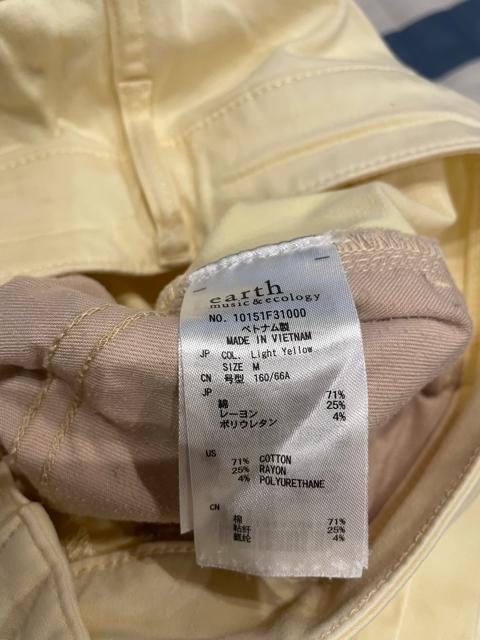 earth
music&ecology
NO. 10151F31000
ベトナム製
MADE IN VIETNAM
JP COL. Light Yellow
SIZE M
CN 号型 160/66A
JP
綿 71%
レーヨン 25%
ポリウレタン 4%
US
71% COTTON
25% RAYON
4% POLYURETHANE
CN
棉 71%
粘纤 25%
氨纶 4%